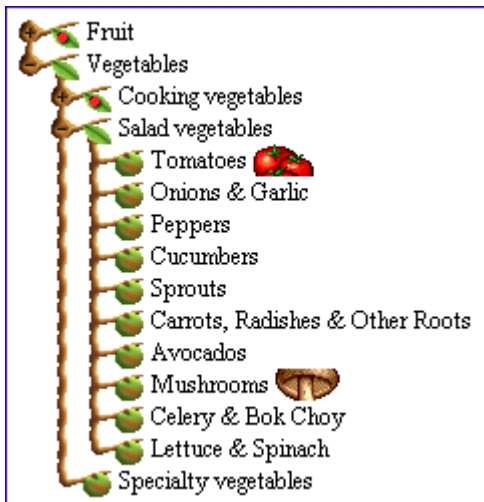 Fruit
Vegetables
Cooking vegetables
Salad vegetables
Tomatoes
Onions & Garlic
Peppers
Cucumbers
Sprouts
Carrots, Radishes & Other Roots
Avocados
Mushrooms
Celery & Bok Choy
Lettuce & Spinach
Specialty vegetables